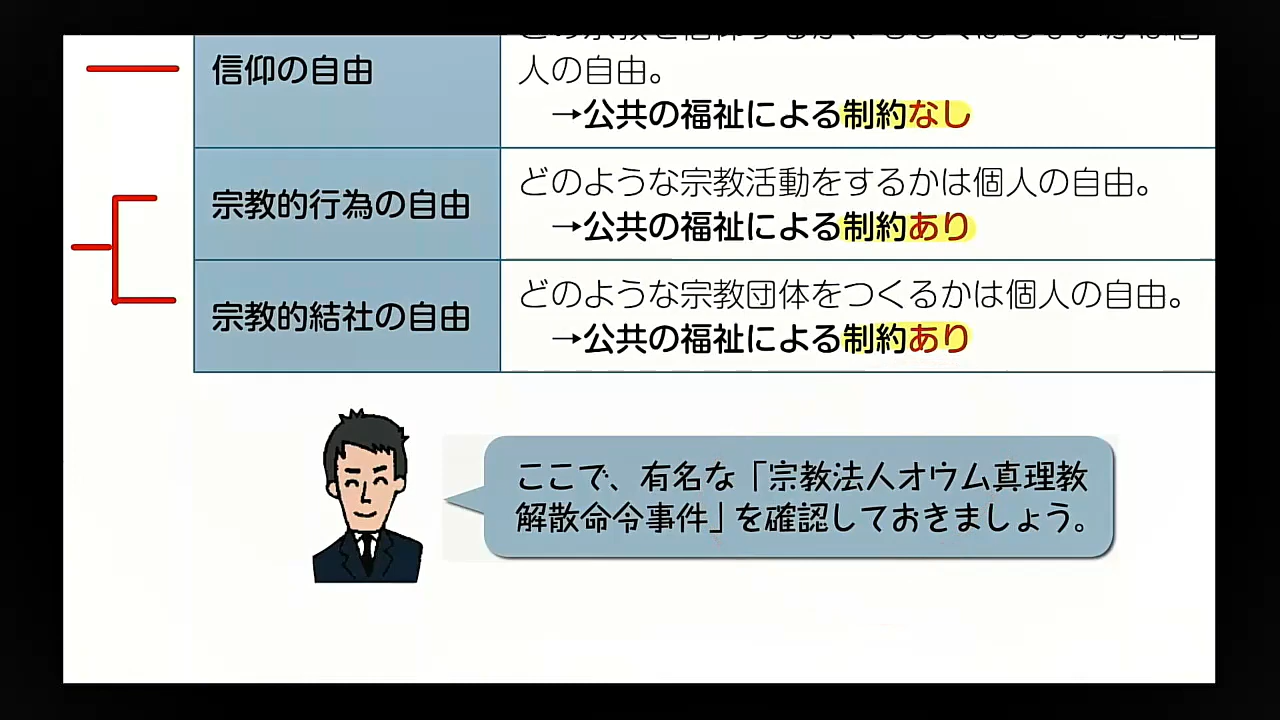 信仰の自由
人の自由。
→公共の福祉による制約なし
宗教的行為の自由
どのような宗教活動をするかは個人の自由。
→公共の福祉による制約あり
宗教的結社の自由
どのような宗教団体をつくるかは個人の自由。
→公共の福祉による制約あり
ここで、有名な「宗教法人オウム真理教
解散命令事件」を確認しておきましょう。